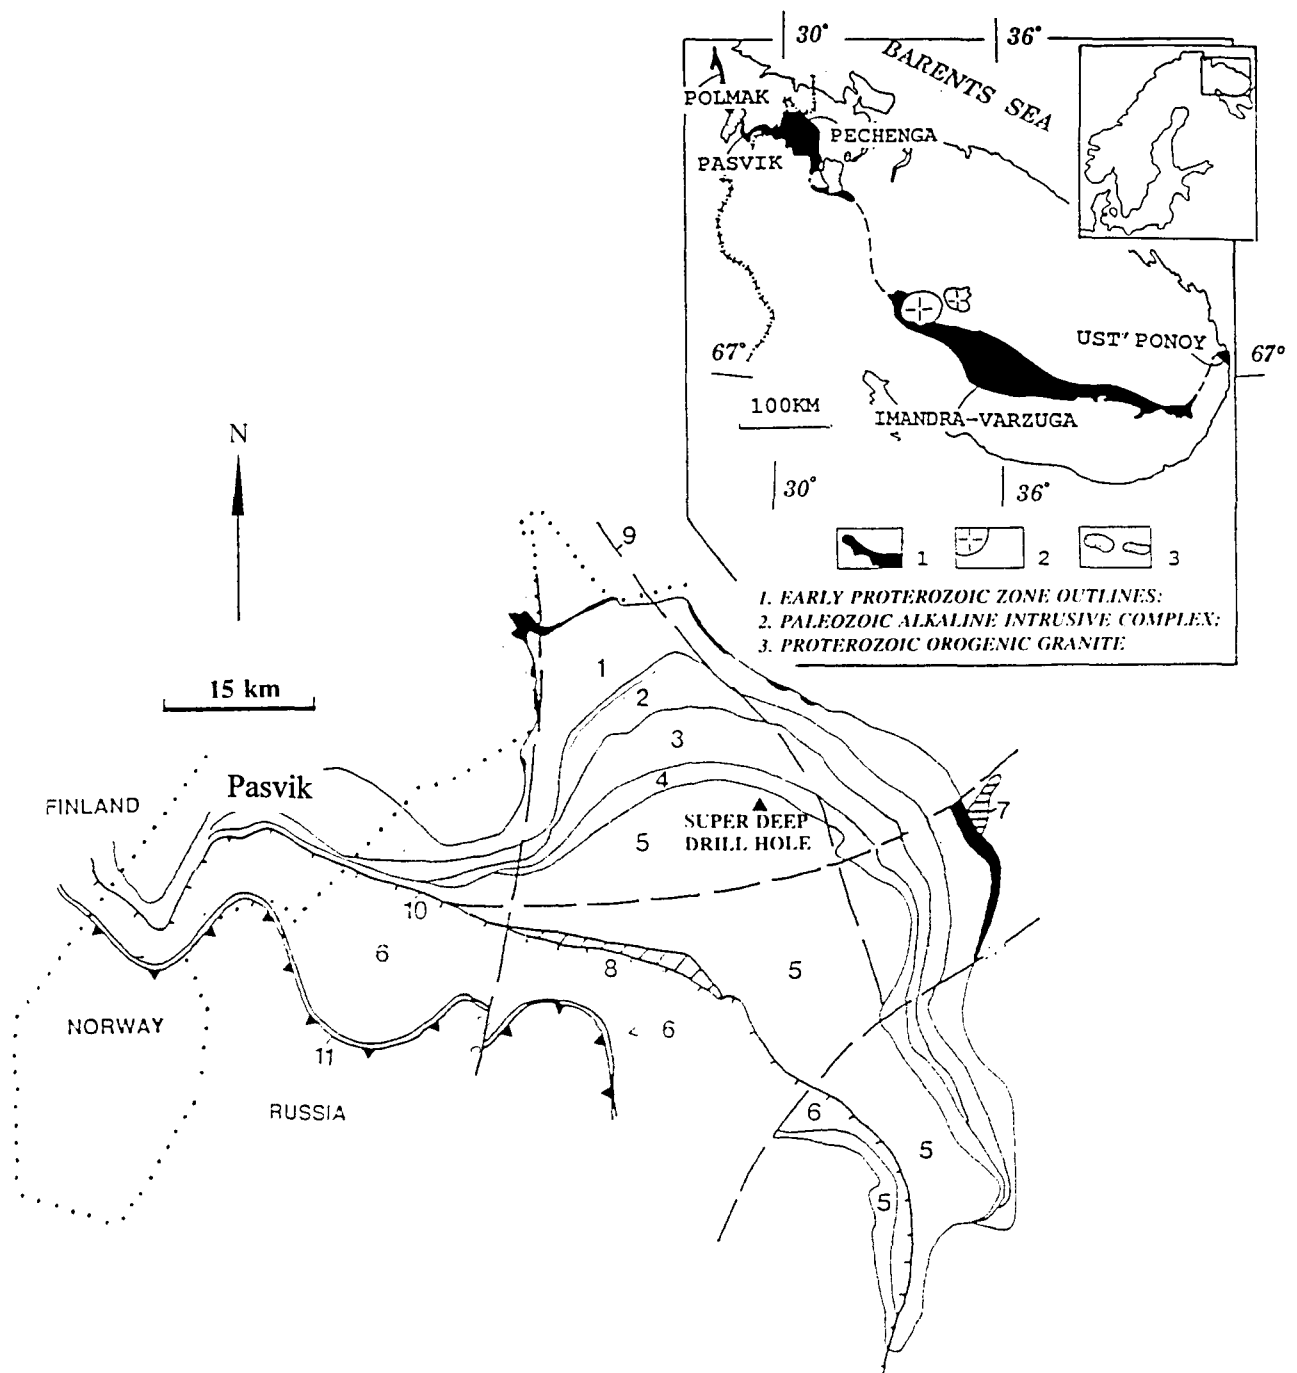 30° 36°
BARENTS SEA
POLMAK
PECHENGA
PASVIK
UST' PONOY
67° 67°
100KM
IMANDRA-VARZUGA
30° 36°
1 2 3
1. EARLY PROTEROZOIC ZONE OUTLINES:
2. PALEOZOIC ALKALINE INTRUSIVE COMPLEX;
3. PROTEROZOIC OROGENIC GRANITE
N
9
1
15 km
2
3
4
Pasvik
FINLAND
7
SUPER DEEP
DRILL HOLE
5
10
6
8
5
NORWAY
6
11
RUSSIA
6
5
5